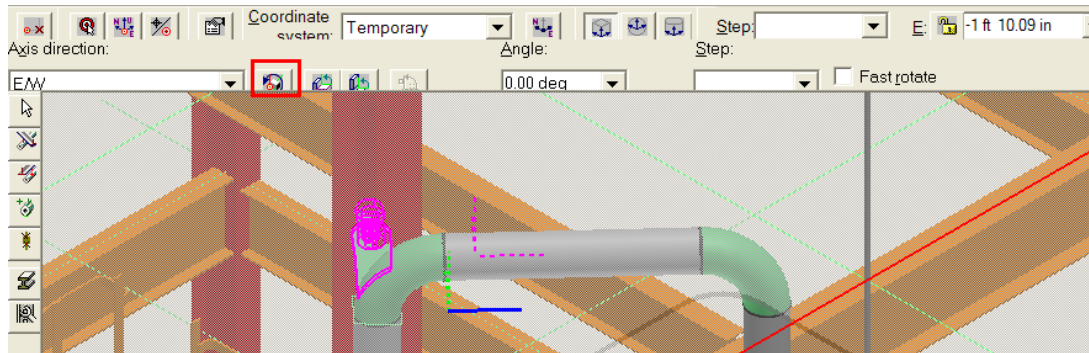 Coordinate system: Temporary Step: E: -1 ft 10.09 in
Axis direction: Angle: Step:
E/W 0.00 deg Fast rotate